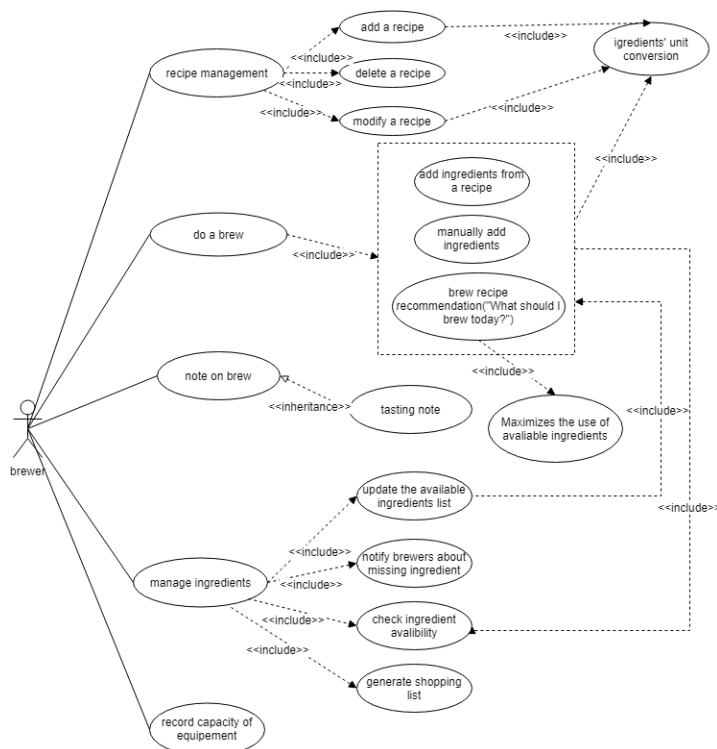 add a recipe
<<include>>
<<include>>
igredients' unit
conversion
recipe management
<<include>>
delete a recipe
<<include>>
modify a recipe
<<include>>
<<include>>
add ingredients from
a recipe
do a brew
<<include>>
manually add
ingredients
brew recipe
recommendation("What should I
brew today?")
<<include>>
note on brew
<<inheritance>>
tasting note
Maximizes the use of
avaliable ingredients
<<include>>
brewer
update the available
ingredients list
<<include>>
<<include>>
notify brewers about
missing ingredient
manage ingredients
<<include>>
<<include>>
check ingredient
avalibility
<<include>>
generate shopping
list
record capacity of
equipement